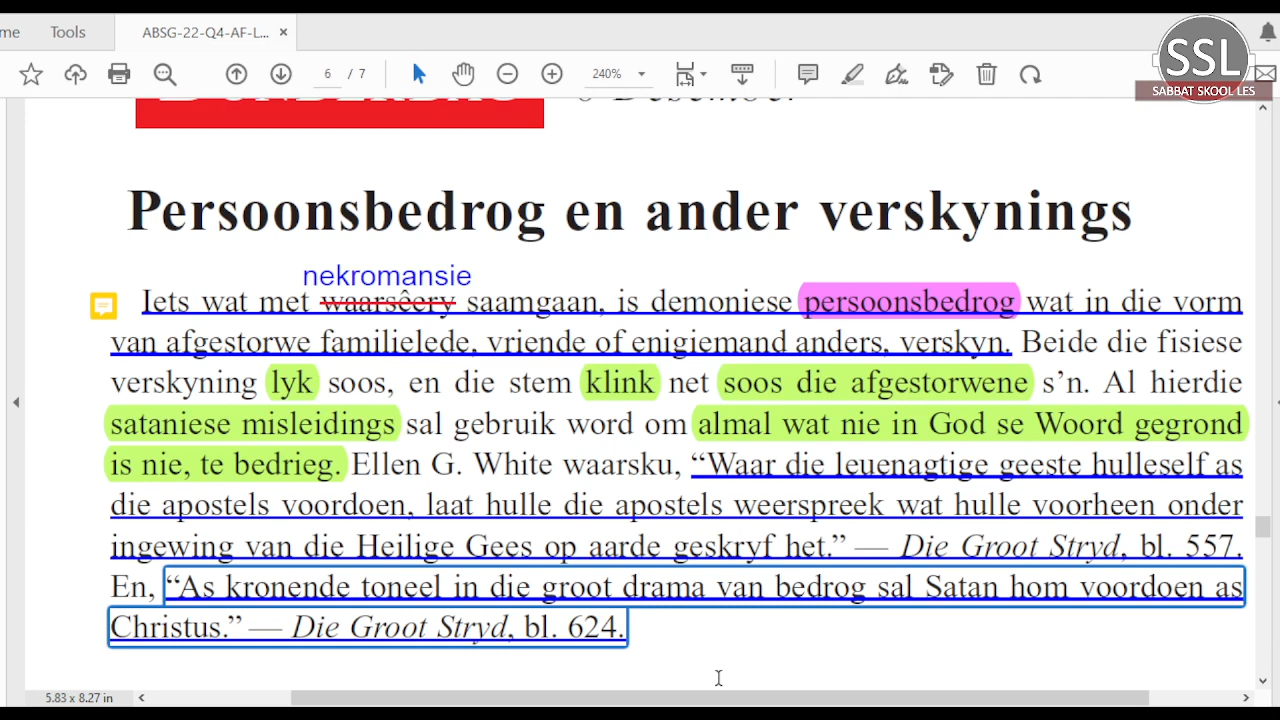 me Tools ABSG-22-Q4-AF-L... ×
SSL
6 / 7 240%
SABBAT SKOOL LES
Persoonsbedrog en ander verskynings
nekromansie
Iets wat met waarsêery saamgaan, is demoniese persoonsbedrog wat in die vorm
van afgestorwe familielede, vriende of enigiemand anders, verskyn. Beide die fisiese
verskyning lyk soos, en die stem klink net soos die afgestorwene s’n. Al hierdie
sataniese misleidings sal gebruik word om almal wat nie in God se Woord gegrond
is nie, te bedrieg. Ellen G. White waarsku, “Waar die leuenagtige geeste hulleself as
die apostels voordoen, laat hulle die apostels weerspreek wat hulle voorheen onder
ingewing van die Heilige Gees op aarde geskryf het.” — Die Groot Stryd, bl. 557.
En, “As kronende toneel in die groot drama van bedrog sal Satan hom voordoen as
Christus.” — Die Groot Stryd, bl. 624.
5.83 x 8.27 in